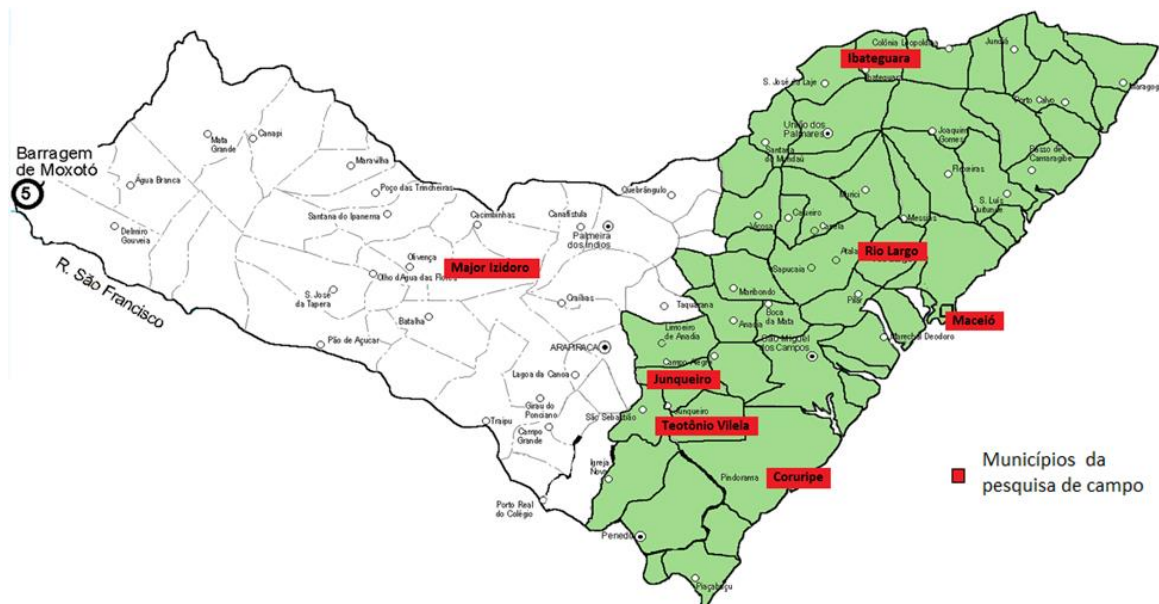 Colônia Leopoldina
Jundiá
Ibateguara
Ibateguara
S. José da Laje
Maragogi
Porto Calvo
União dos
Palmares
Joaquim
Gomes
Mata
Grande
Canapi
Barragem
de Moxotó
5
Santana
do Mundaú
Passo de
Camaragibe
Flexeiras
Maravilha
Água Branca
Poço das Trincheiras
Quebrângulo
Murici
S. Luís
Quitunde
Santana do Ipanema
Cacimbinhas
Canafístula
Viçosa
Cajueiro
Capela
Messias
Delmiro
Gouveia
Palmeira
dos Índios
Rio Largo
Atala
Olivença
Major Izidoro
Sapucaia
R. São Francisco
Olho d'Água das Flores
S. José
da Tapera
Maribondo
Pilar
Craíbas
Taquarana
Boca
da Mata
Batalha
Anadia
Maceió
Limoeiro
de Anadia
Marechal Deodoro
Pão de Açucar
ARAPIRACA
Campo Alegre
São Miguel
dos Campos
Lagoa da Canoa
Junqueiro
Girau do
Ponciano
São Sebastião
Junqueiro
Traipu
Campo
Grande
Teotônio Vilela
Igreja
Nova
Pindorama
Coruripe
Municípios da
pesquisa de campo
Porto Real
do Colégio
Penedo
Piaçabuçu